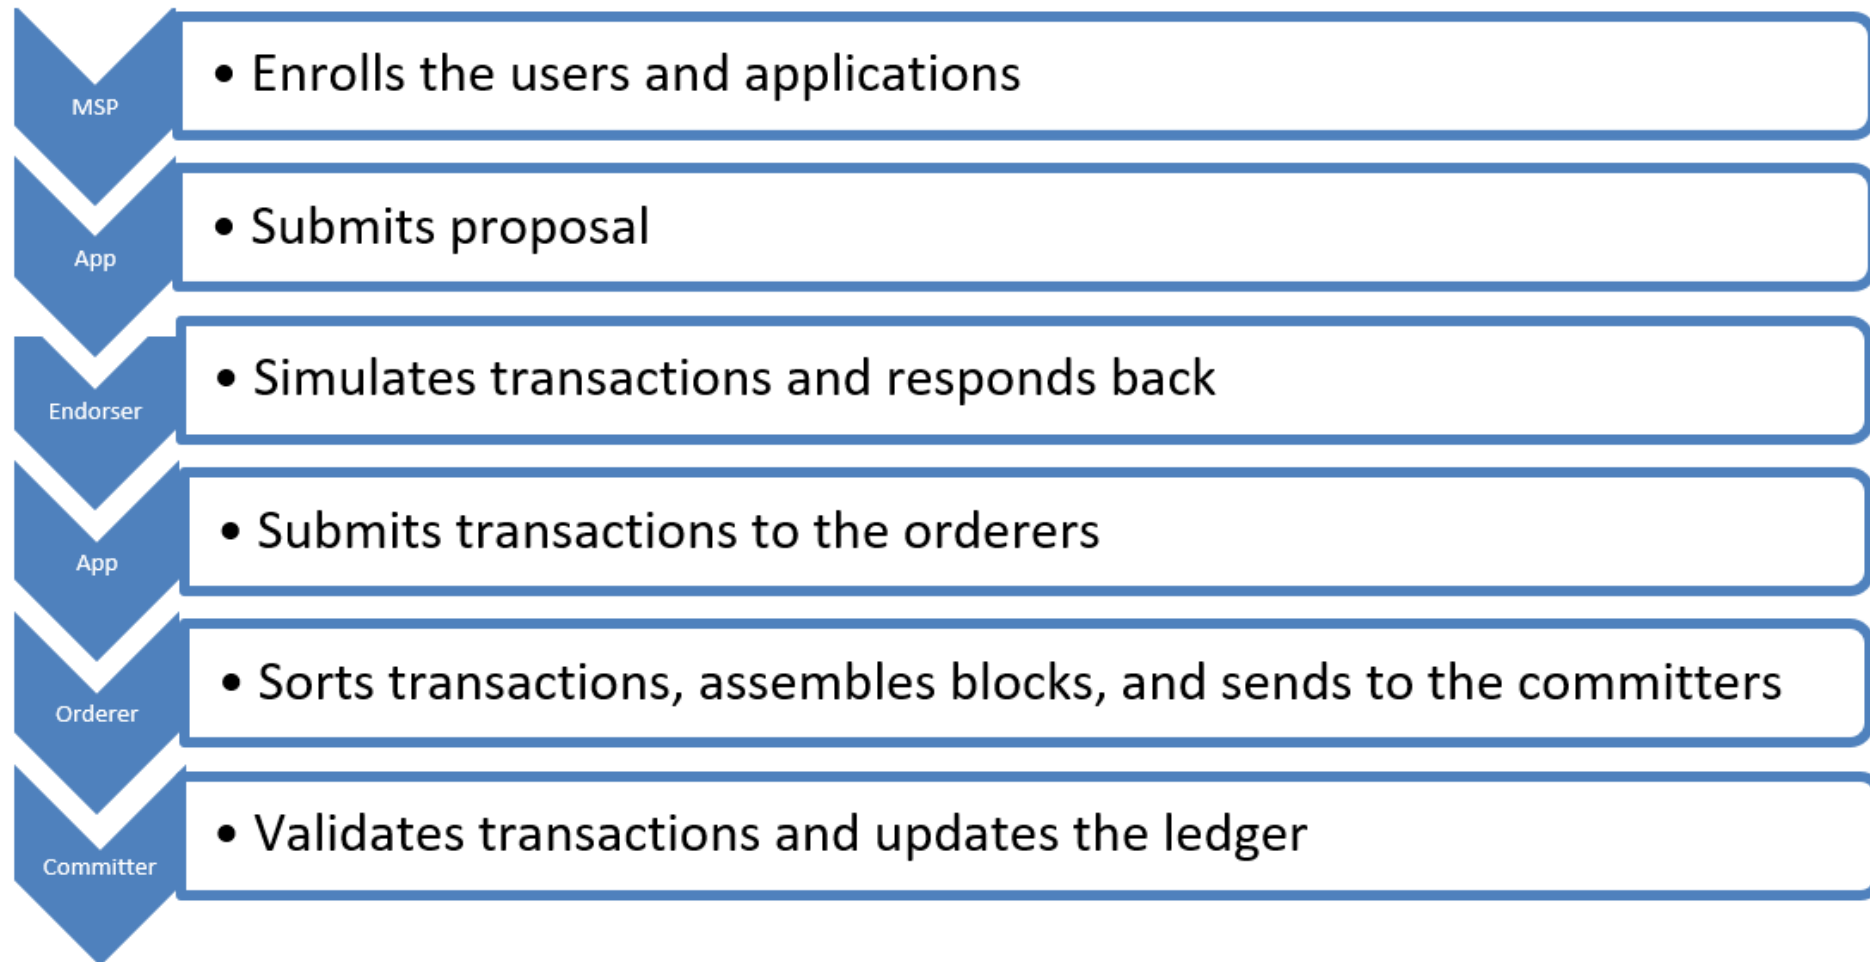 MSP
• Enrolls the users and applications
App
• Submits proposal
Endorser
• Simulates transactions and responds back
App
• Submits transactions to the orderers
Orderer
• Sorts transactions, assembles blocks, and sends to the committers
Committer
• Validates transactions and updates the ledger